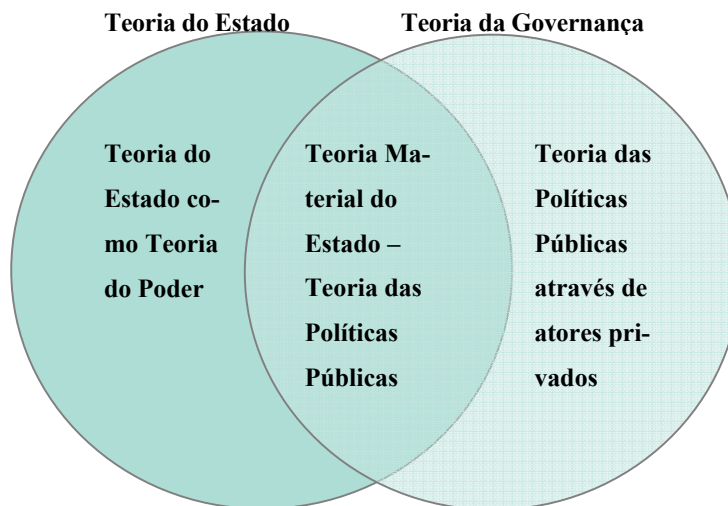 Teoria do Estado
Teoria da Governança
Teoria do
Estado co-
mo Teoria
do Poder
Teoria Ma-
terial do
Estado –
Teoria das
Políticas
Públicas
Teoria das
Políticas
Públicas
através de
atores pri-
vados